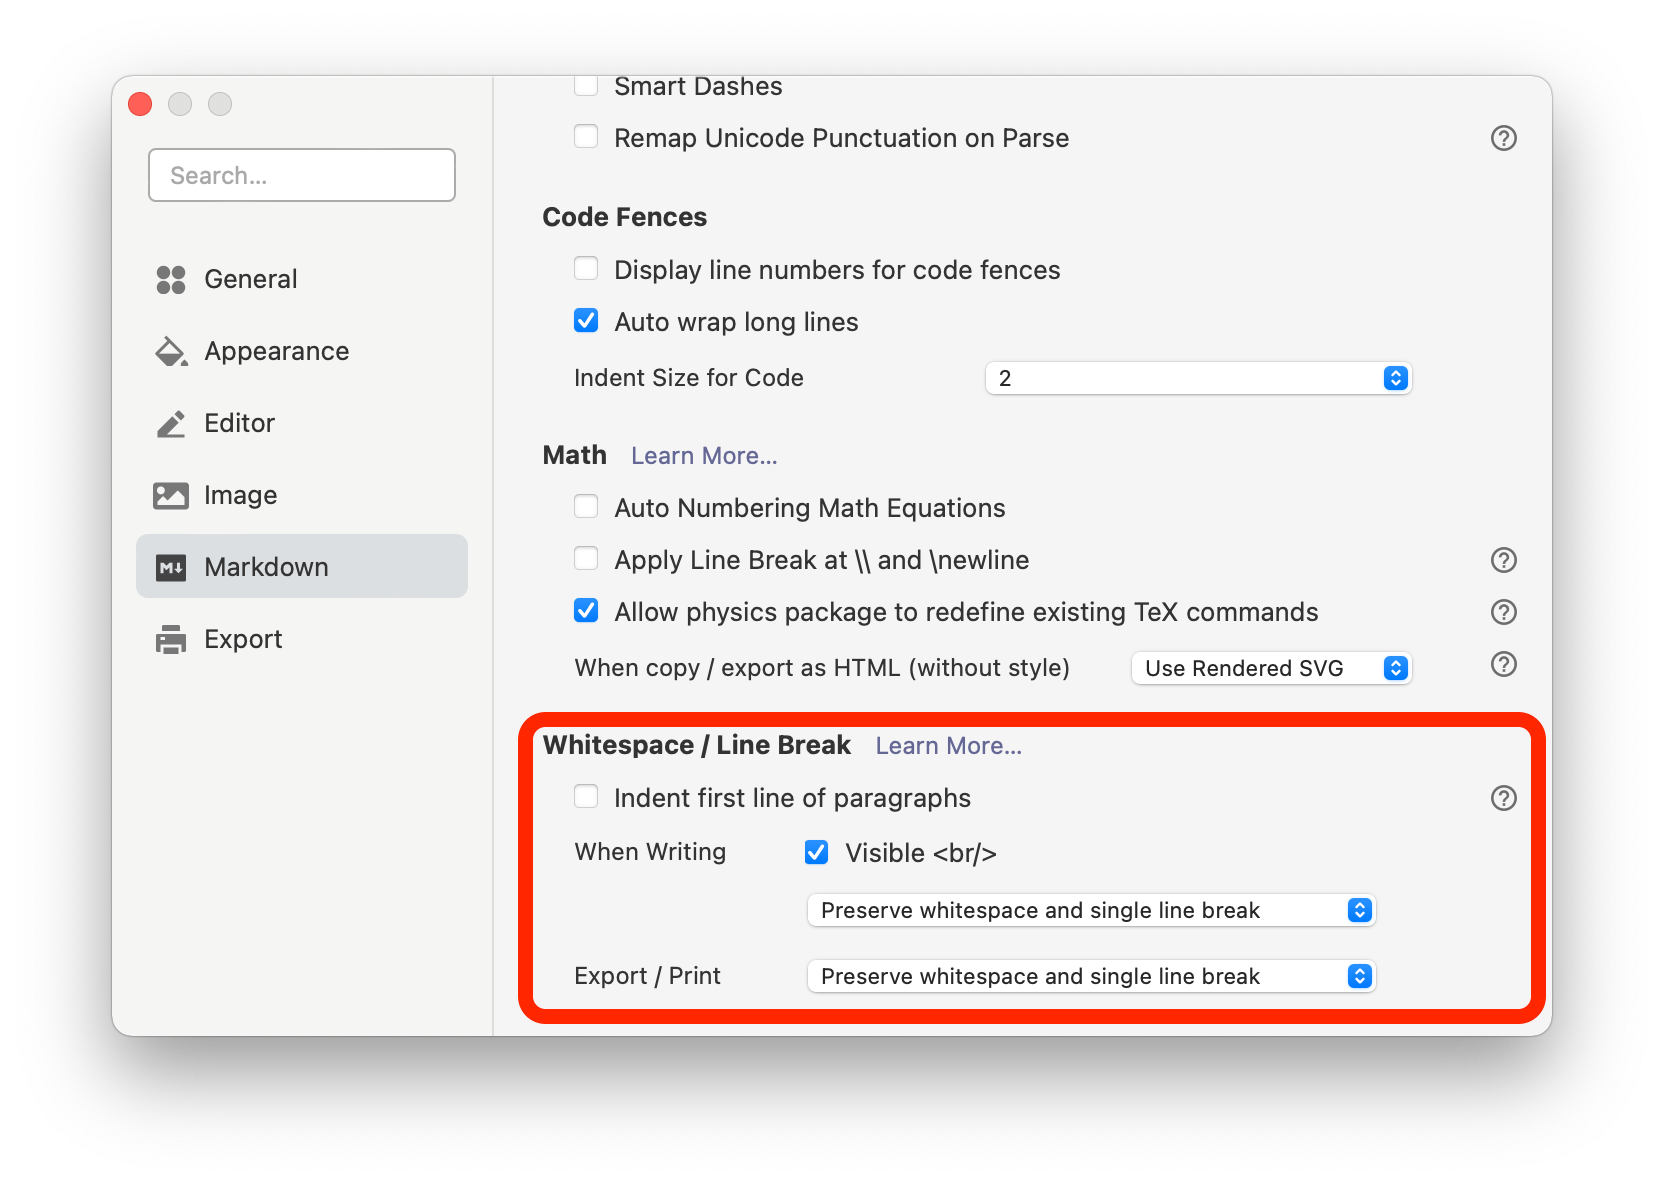 Search...
General
Appearance
Editor
Image
Markdown
Export
Smart Dashes
Remap Unicode Punctuation on Parse
Code Fences
Display line numbers for code fences
Auto wrap long lines
Indent Size for Code 2
Math Learn More...
Auto Numbering Math Equations
Apply Line Break at \\ and \newline
Allow physics package to redefine existing TeX commands
When copy / export as HTML (without style) Use Rendered SVG
Whitespace / Line Break Learn More...
Indent first line of paragraphs
When Writing Visible <br/>
Preserve whitespace and single line break
Export / Print Preserve whitespace and single line break